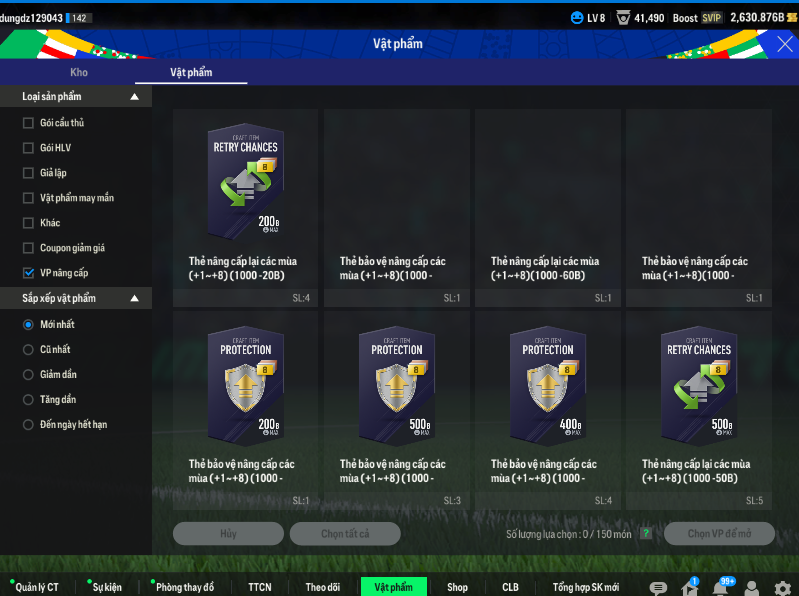 dungdz129043 142 LV 8 41,490 Boost SVIP 2,630.876B
Vật phẩm
Kho Vật phẩm
Loại sản phẩm
Gói cầu thủ
Gói HLV
Giả lập
Vật phẩm may mắn
Khác
Coupon giảm giá
VP nâng cấp
Sắp xếp vật phẩm
Mới nhất
Cũ nhất
Giảm dần
Tăng dần
Đến ngày hết hạn
CRAFT ITEM
RETRY CHANCES
8
200B
MAX
Thẻ nâng cấp lại các mùa
(+1~+8) (1000 -20B)
SL:4
Thẻ bảo vệ nâng cấp các
mùa (+1~+8)(1000 -
SL:1
Thẻ nâng cấp lại các mùa
(+1~+8)(1000 -60B)
SL:1
Thẻ bảo vệ nâng cấp các
mùa (+1~+8)(1000 -
SL:1
CRAFT ITEM
PROTECTION
8
200B
MAX
Thẻ bảo vệ nâng cấp các
mùa (+1~+8) (1000 -
SL:1
CRAFT ITEM
PROTECTION
8
500B
MAX
Thẻ bảo vệ nâng cấp các
mùa (+1~+8) (1000 -
SL:3
CRAFT ITEM
PROTECTION
8
400B
MAX
Thẻ bảo vệ nâng cấp các
mùa (+1~+8) (1000 -
SL:4
CRAFT ITEM
RETRY CHANCES
8
500B
MAX
Thẻ nâng cấp lại các mùa
(+1~+8) (1000 -50B)
SL:5
Hủy Chọn tất cả Số lượng lựa chọn : 0 / 150 món ? Chọn VP để mở
Quản lý CT Sự kiện Phòng thay đồ TTCN Theo dõi Vật phẩm Shop CLB Tổng hợp SK mới 1 99+